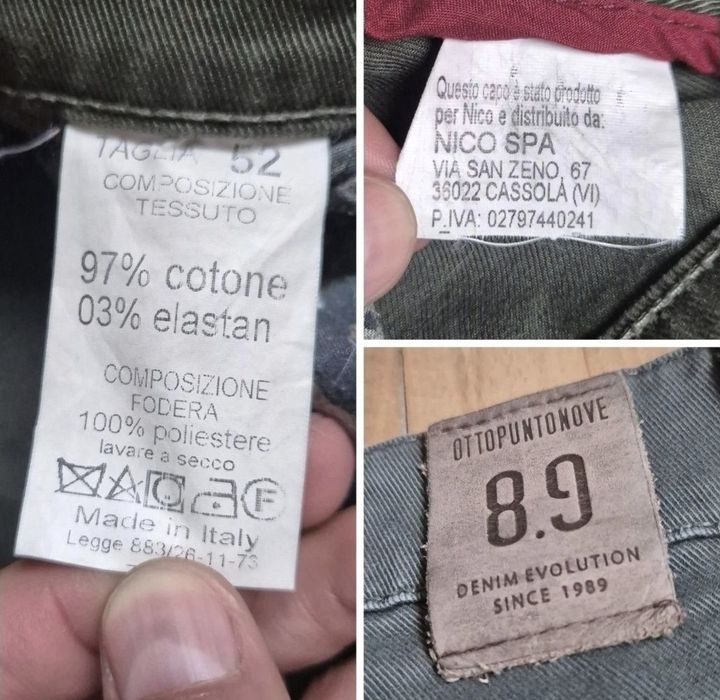 TAGLIA 52
COMPOSIZIONE
TESSUTO
97% cotone
03% elastan
COMPOSIZIONE
FODERA
100% poliestere
lavare a secco
F
Made in Italy
Legge 883/26-11-73
Questo capo è stato prodotto
per Nico e distribuito da:
NICO SPA
VIA SAN ZENO, 67
36022 CASSOLA (VI)
P.IVA: 02797440241
OTTOPUNTONOVE
8.9
DENIM EVOLUTION
SINCE 1989